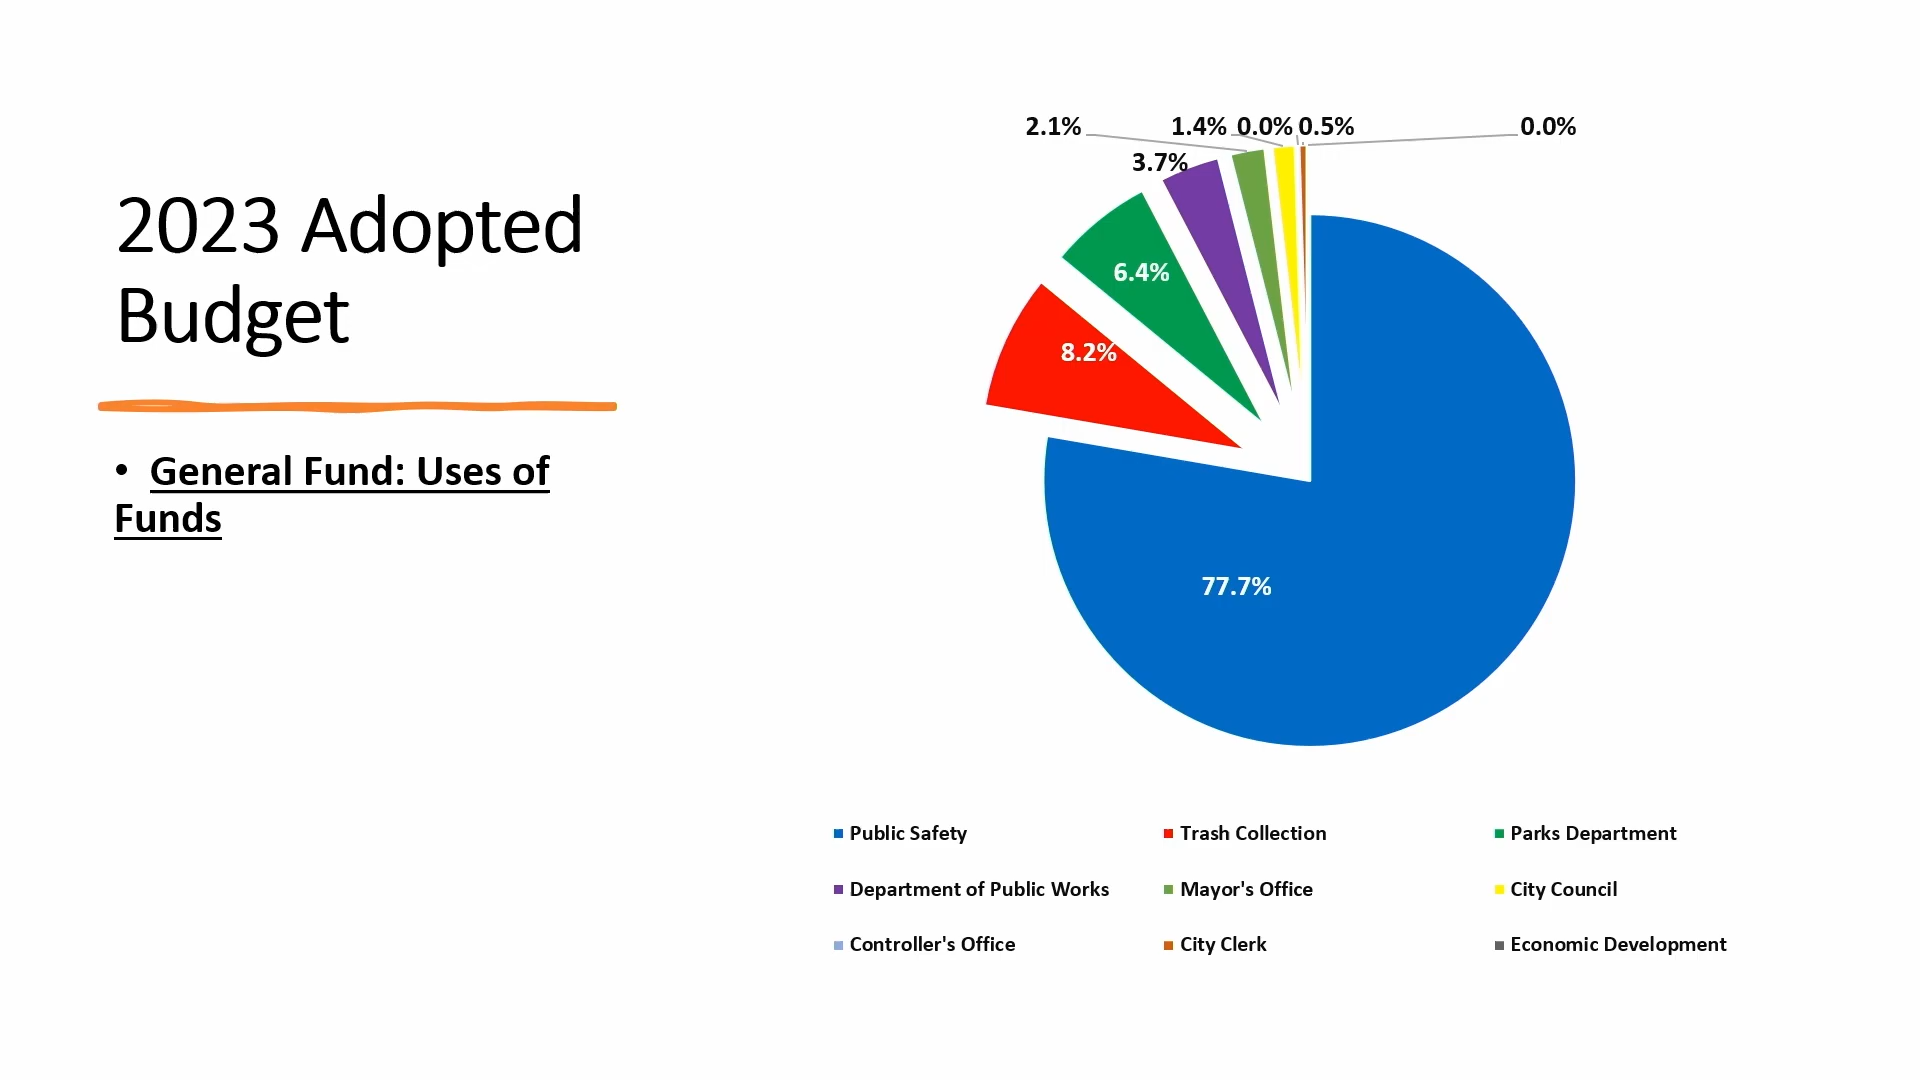 2023 Adopted
Budget
• General Fund: Uses of
Funds
2.1% 1.4% 0.0% 0.5% 0.0%
3.7%
6.4%
8.2%
77.7%
Public Safety Trash Collection Parks Department
Department of Public Works Mayor's Office City Council
Controller's Office City Clerk Economic Development